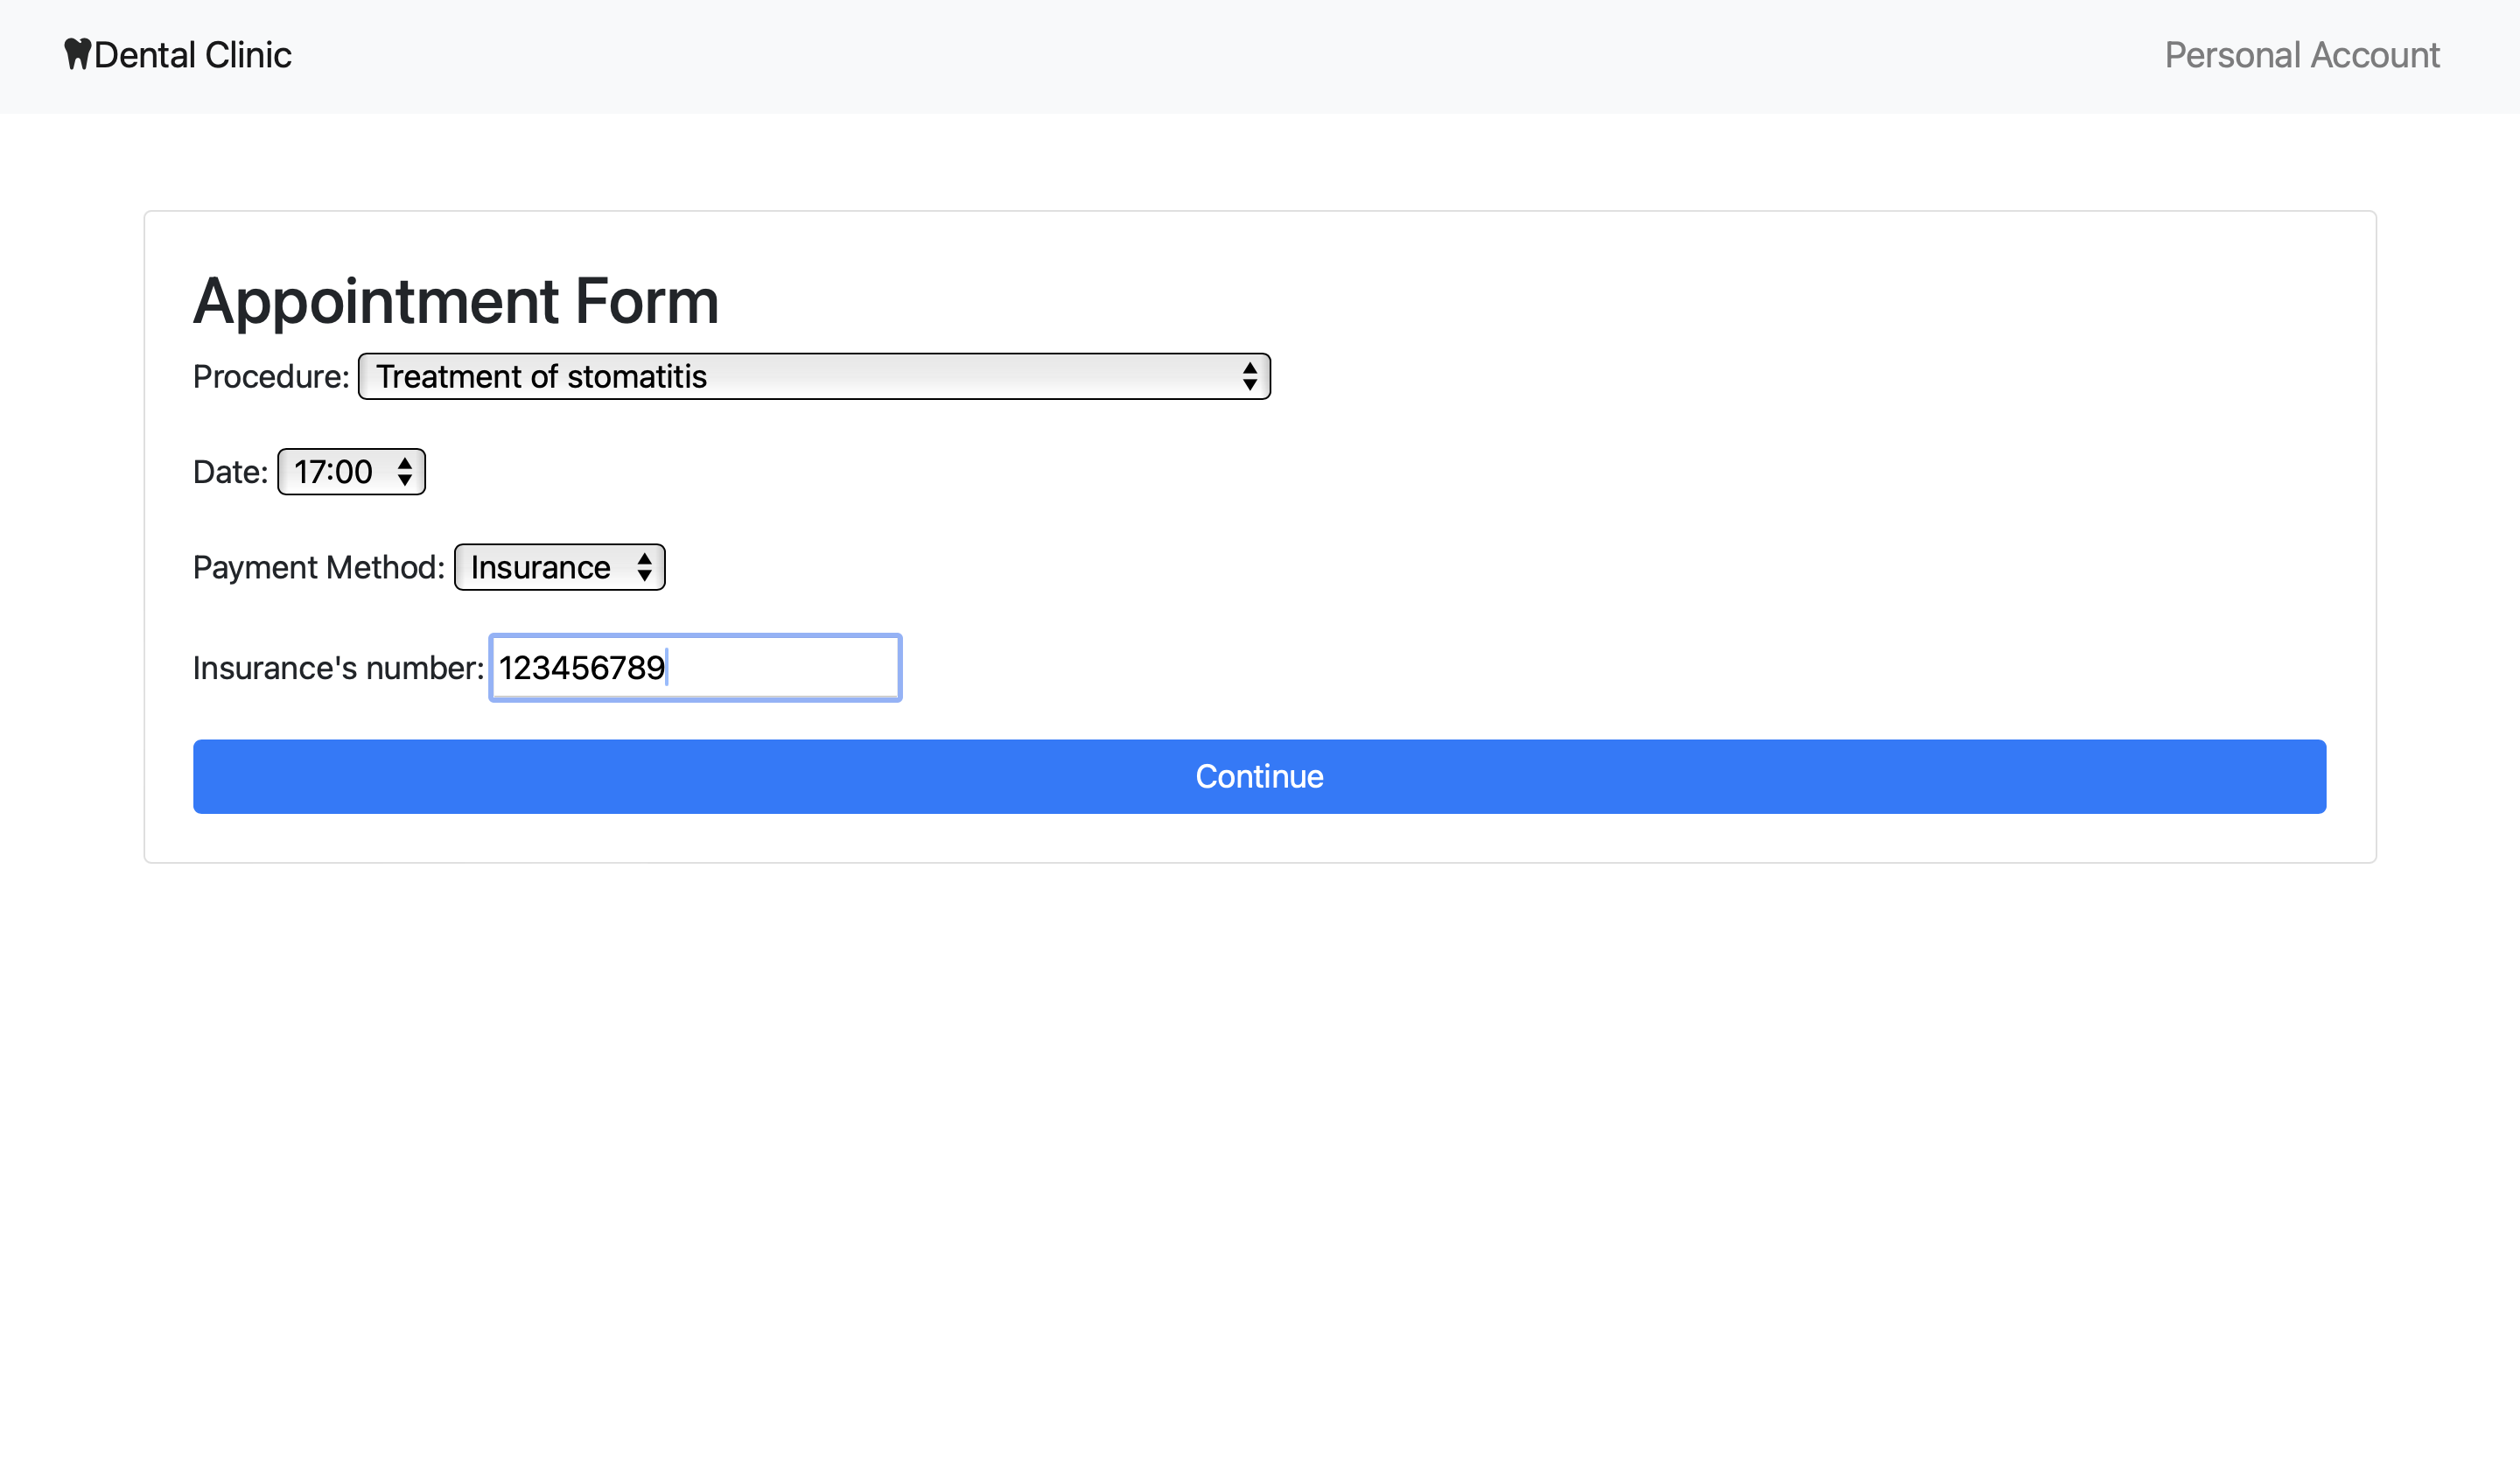 Dental Clinic Personal Account
Appointment Form
Procedure: Treatment of stomatitis
Date: 17:00
Payment Method: Insurance
Insurance's number: 123456789
Continue